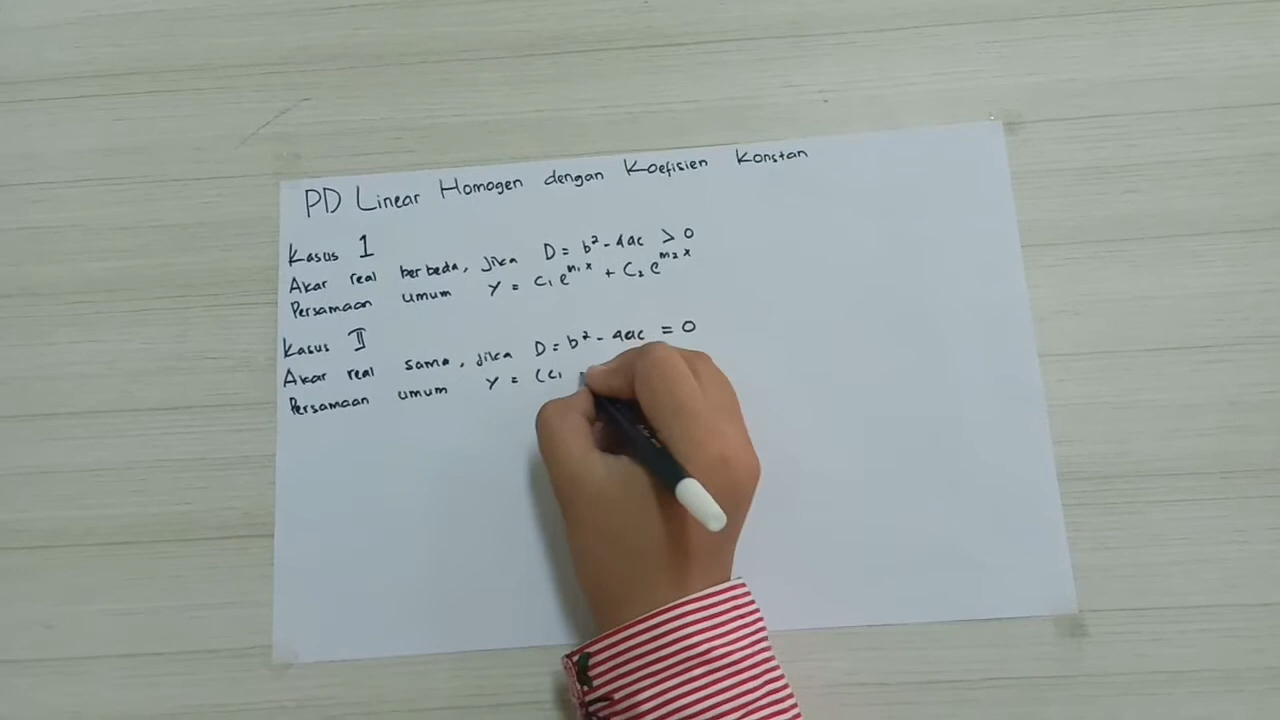 PD Linear Homogen dengan Koefisien Konstan
Kasus I
Akar real berbeda, jika D = b² - 4ac > 0
Persamaan umum y = c₁ e^m₁x + c₂ e^m₂x
Kasus II
Akar real sama, jika D = b² - 4ac = 0
Persamaan umum y = (c₁